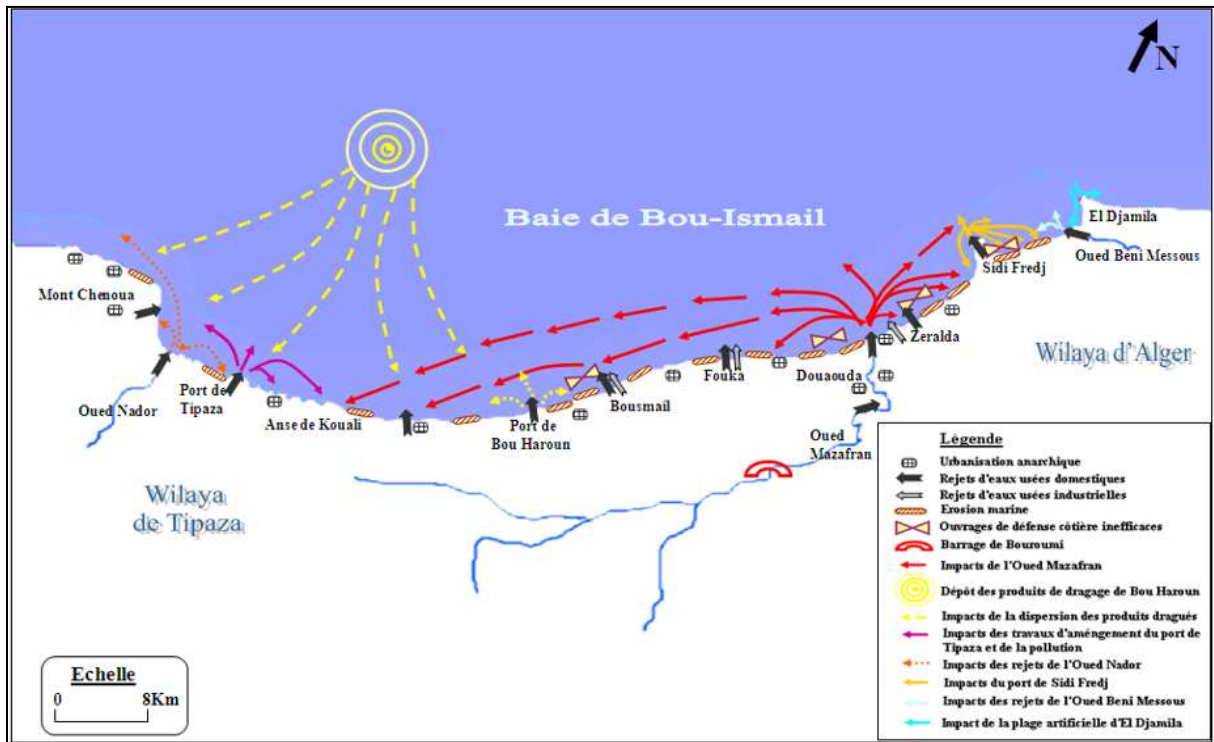 N
Baie de Bou-Ismail
El Djamila
Oued Beni Messous
Sidi Fredj
Mont Chenoua
Zeralda
Wilaya d'Alger
Fouka
Douaouda
Port de
Tipaza
Bousmail
Oued Nador
Anse de Kouali
Port de
Bou Haroun
Oued
Mazafran
Wilaya
de Tipaza
Légende
Urbanisation anarchique
Rejets d'eaux usées domestiques
Rejets d'eaux usées industrielles
Erosion marine
Ouvrages de défense côtière inefficaces
Barrage de Bouroumi
Impacts de l'Oued Mazafran
Dépôt des produits de dragage de Bou Haroun
Impacts de la dispersion des produits dragués
Impacts des travaux d'améngement du port de
Tipaza et de la pollution
Impacts des rejets de l'Oued Nador
Impacts du port de Sidi Fredj
Impacts des rejets de l'Oued Beni Messous
Impact de la plage artificielle d'El Djamila
Echelle
0 8Km